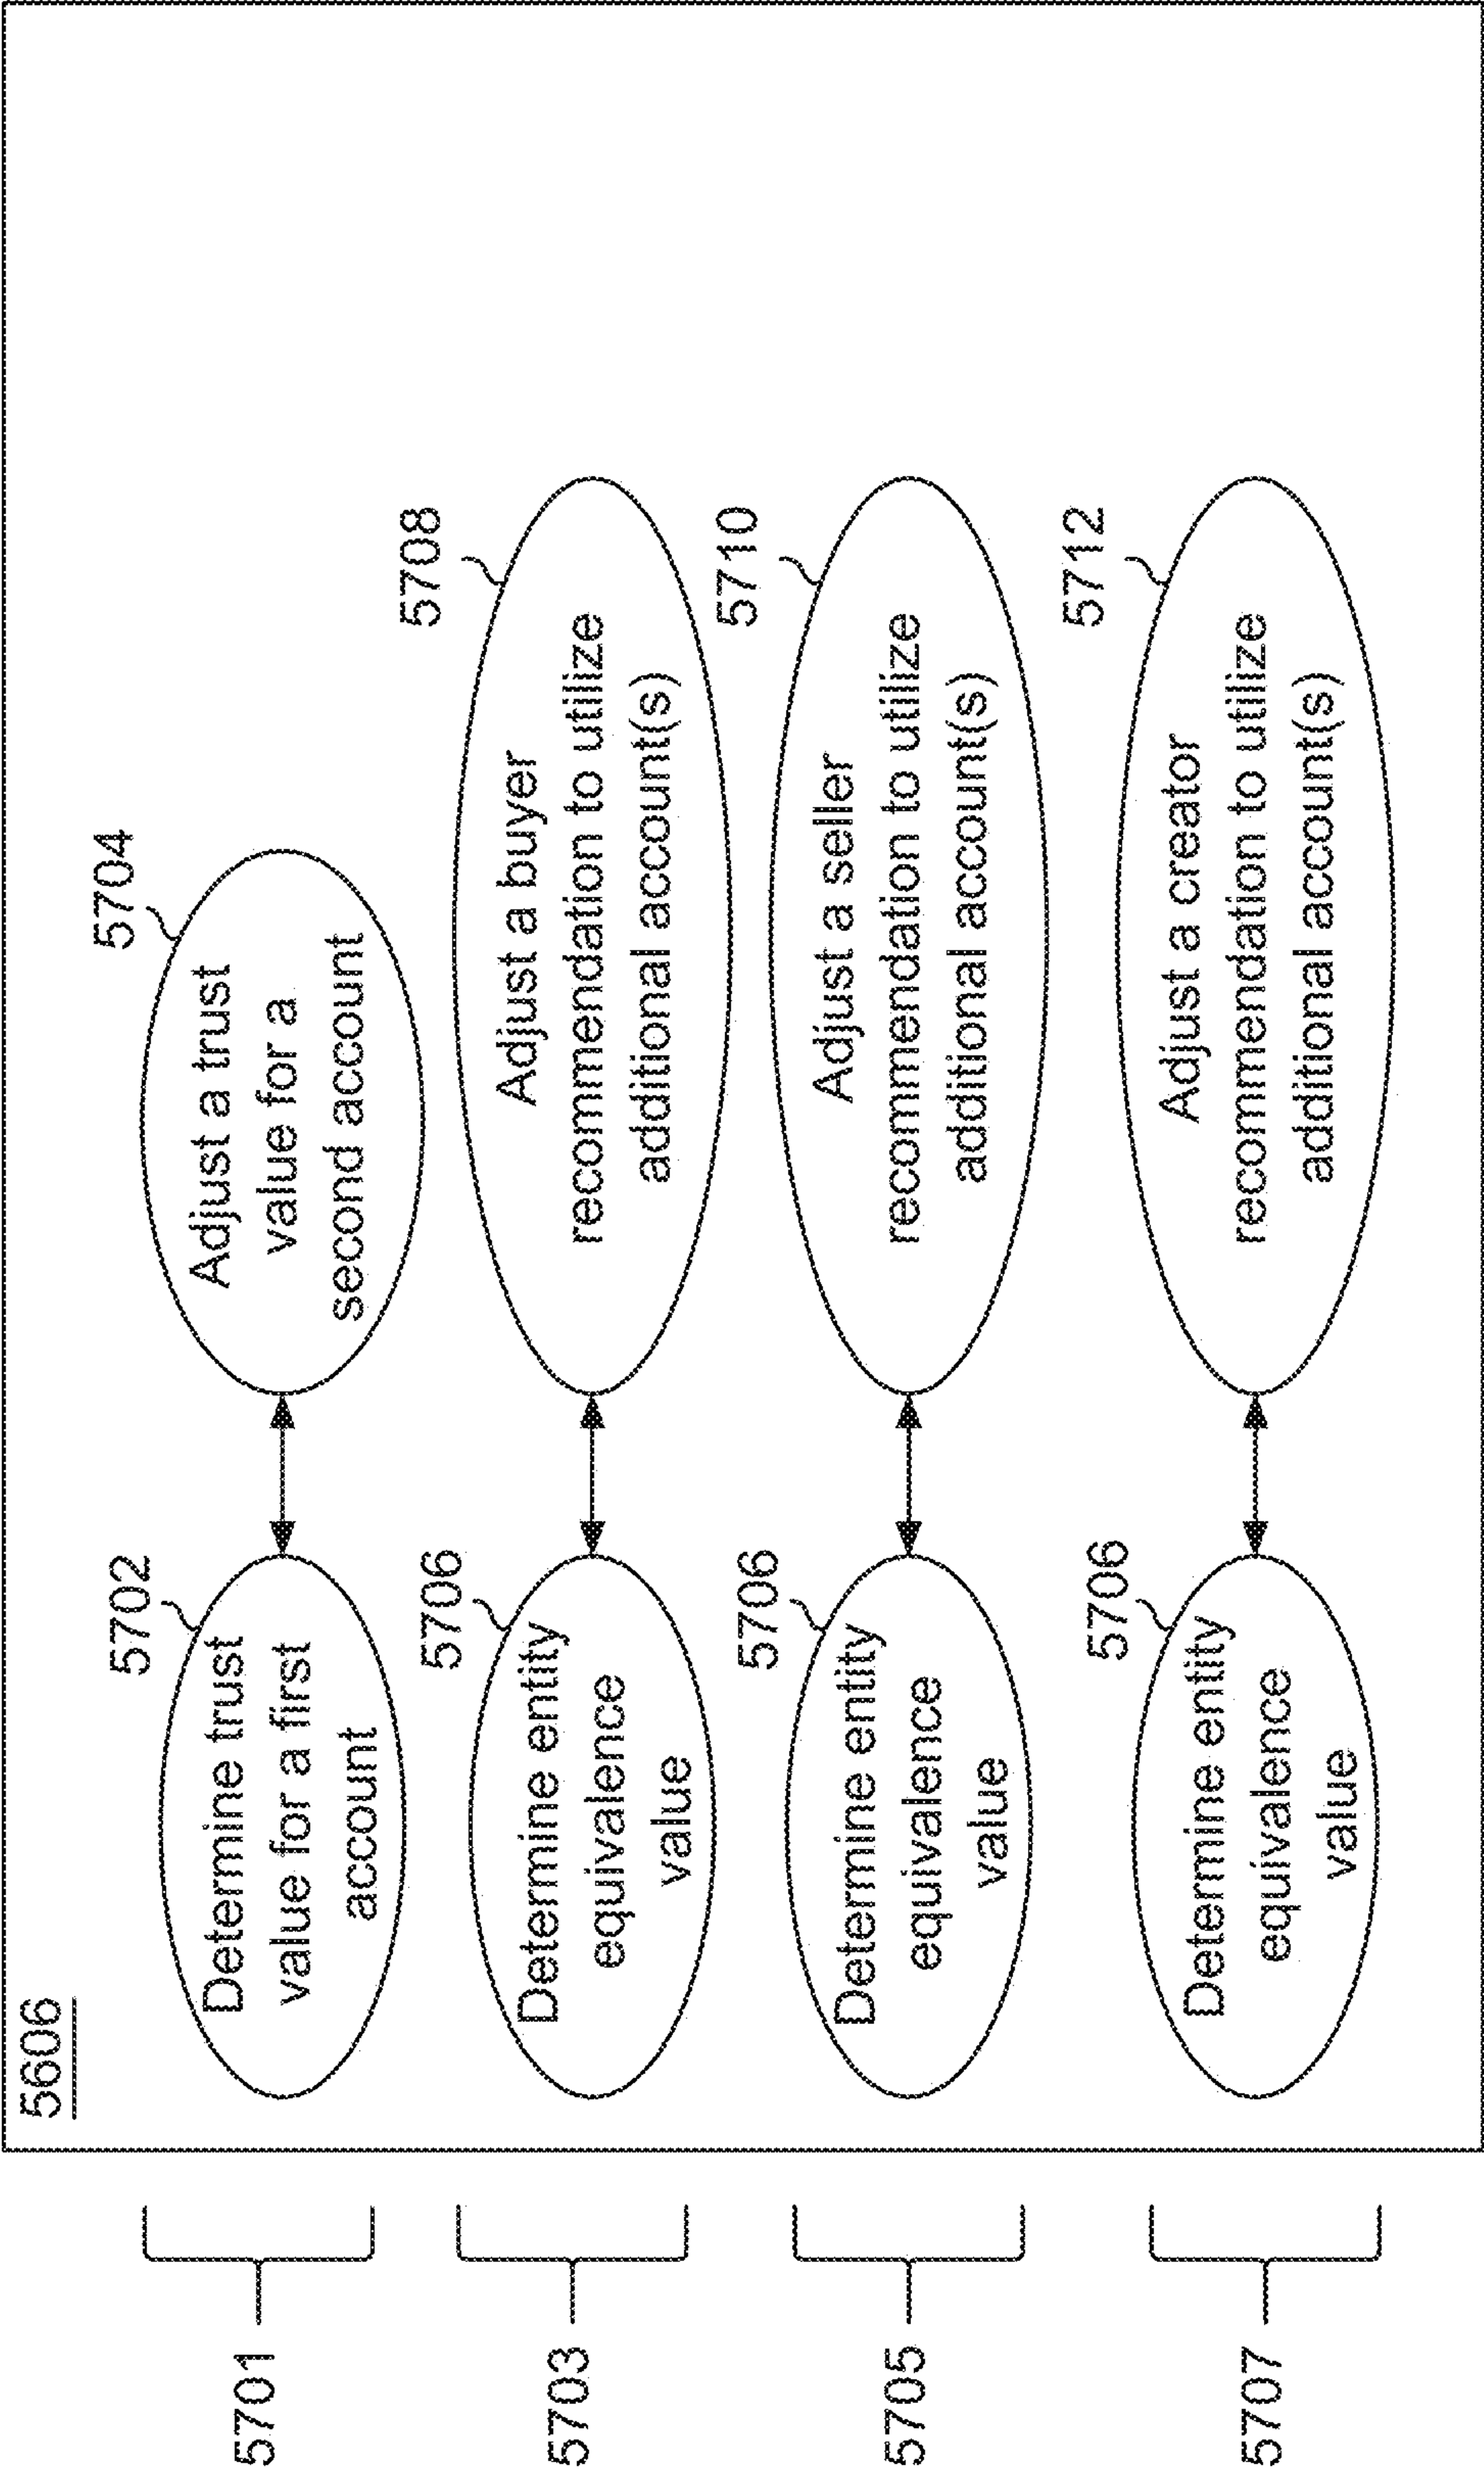 5606
5701
5702
Determine trust
value for a first
account
5704
Adjust a trust
value for a
second account
5703
5706
Determine entity
equivalence
value
5708
Adjust a buyer
recommendation to utilize
additional account(s)
5705
5706
Determine entity
equivalence
value
5710
Adjust a seller
recommendation to utilize
additional account(s)
5707
5706
Determine entity
equivalence
value
5712
Adjust a creator
recommendation to utilize
additional account(s)